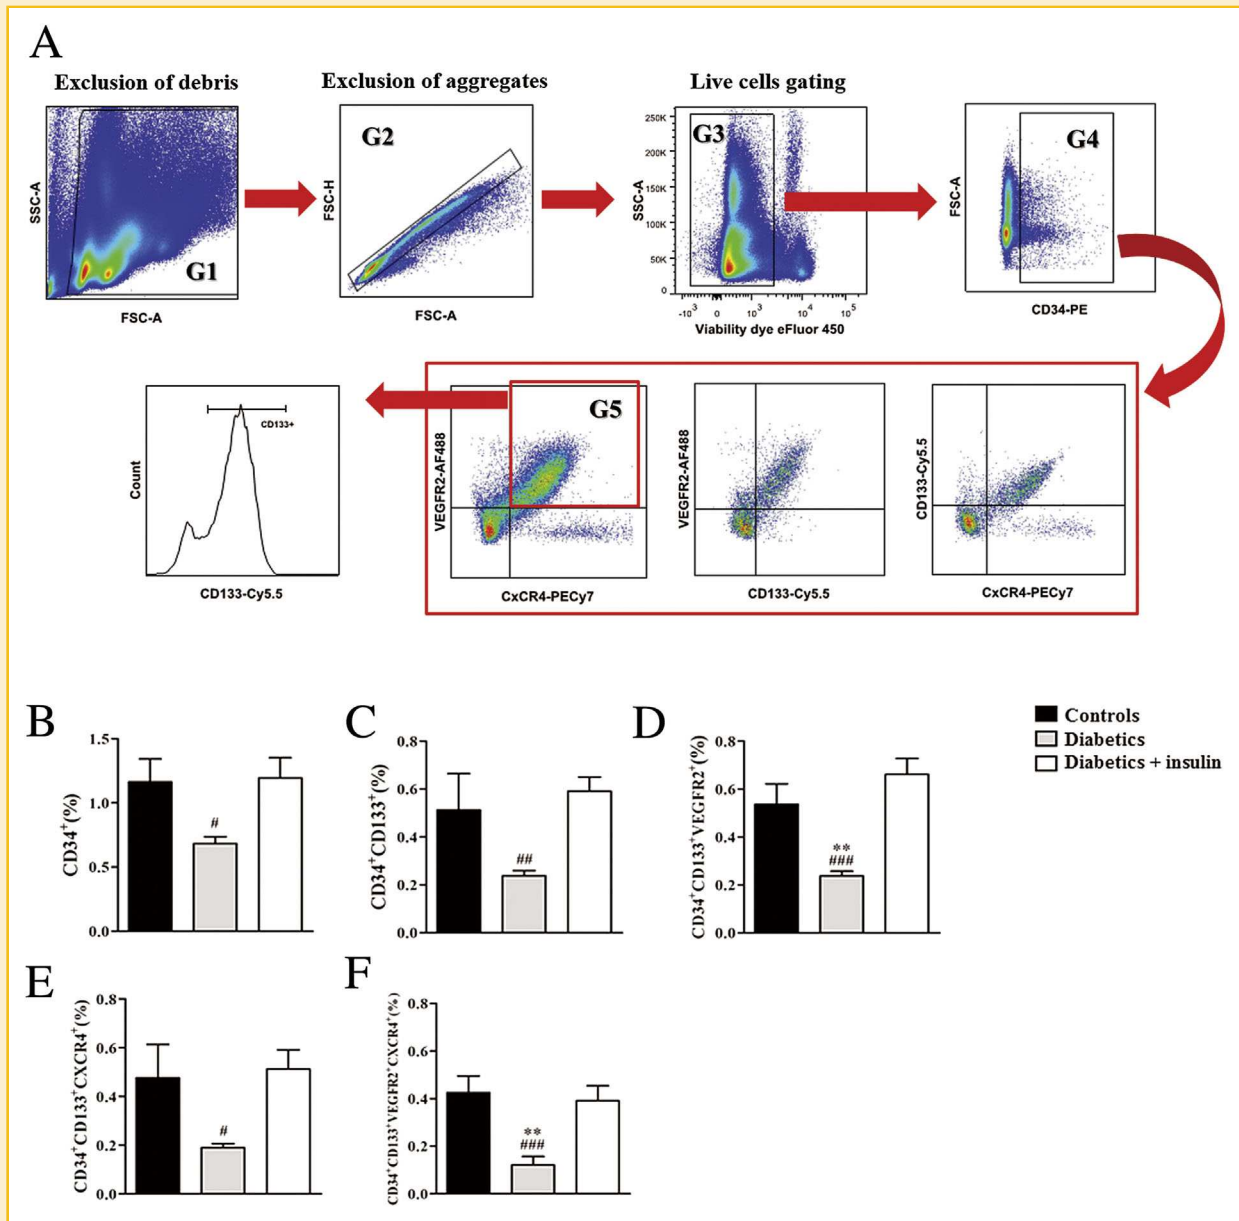 A
Exclusion of debris
Exclusion of aggregates
Live cells gating
SSC-A
G1
FSC-A
FSC-H
G2
FSC-A
SSC-A
250K
200K
150K
100K
50K
0
G3
-10³ 0 10³ 10⁴ 10⁵
Viability dye eFluor 450
FSC-A
G4
CD34-PE
Count
CD133+
CD133-Cy5.5
VEGFR2-AF488
G5
CxCR4-PECy7
VEGFR2-AF488
CD133-Cy5.5
CD133-Cy5.5
CxCR4-PECy7
B
CD34⁺(%)
1.5
1.0
0.5
0.0
#
C
CD34⁺CD133⁺(%)
0.8
0.6
0.4
0.2
0.0
##
D
CD34⁺CD133⁺VEGFR2⁺(%)
0.8
0.6
0.4
0.2
0.0
**
###
Controls
Diabetics
Diabetics + insulin
E
CD34⁺CD133⁺CXCR4⁺(%)
0.8
0.6
0.4
0.2
0.0
#
F
CD34⁺CD133⁺VEGFR2⁺CXCR4⁺(%)
0.8
0.6
0.4
0.2
0.0
**
###